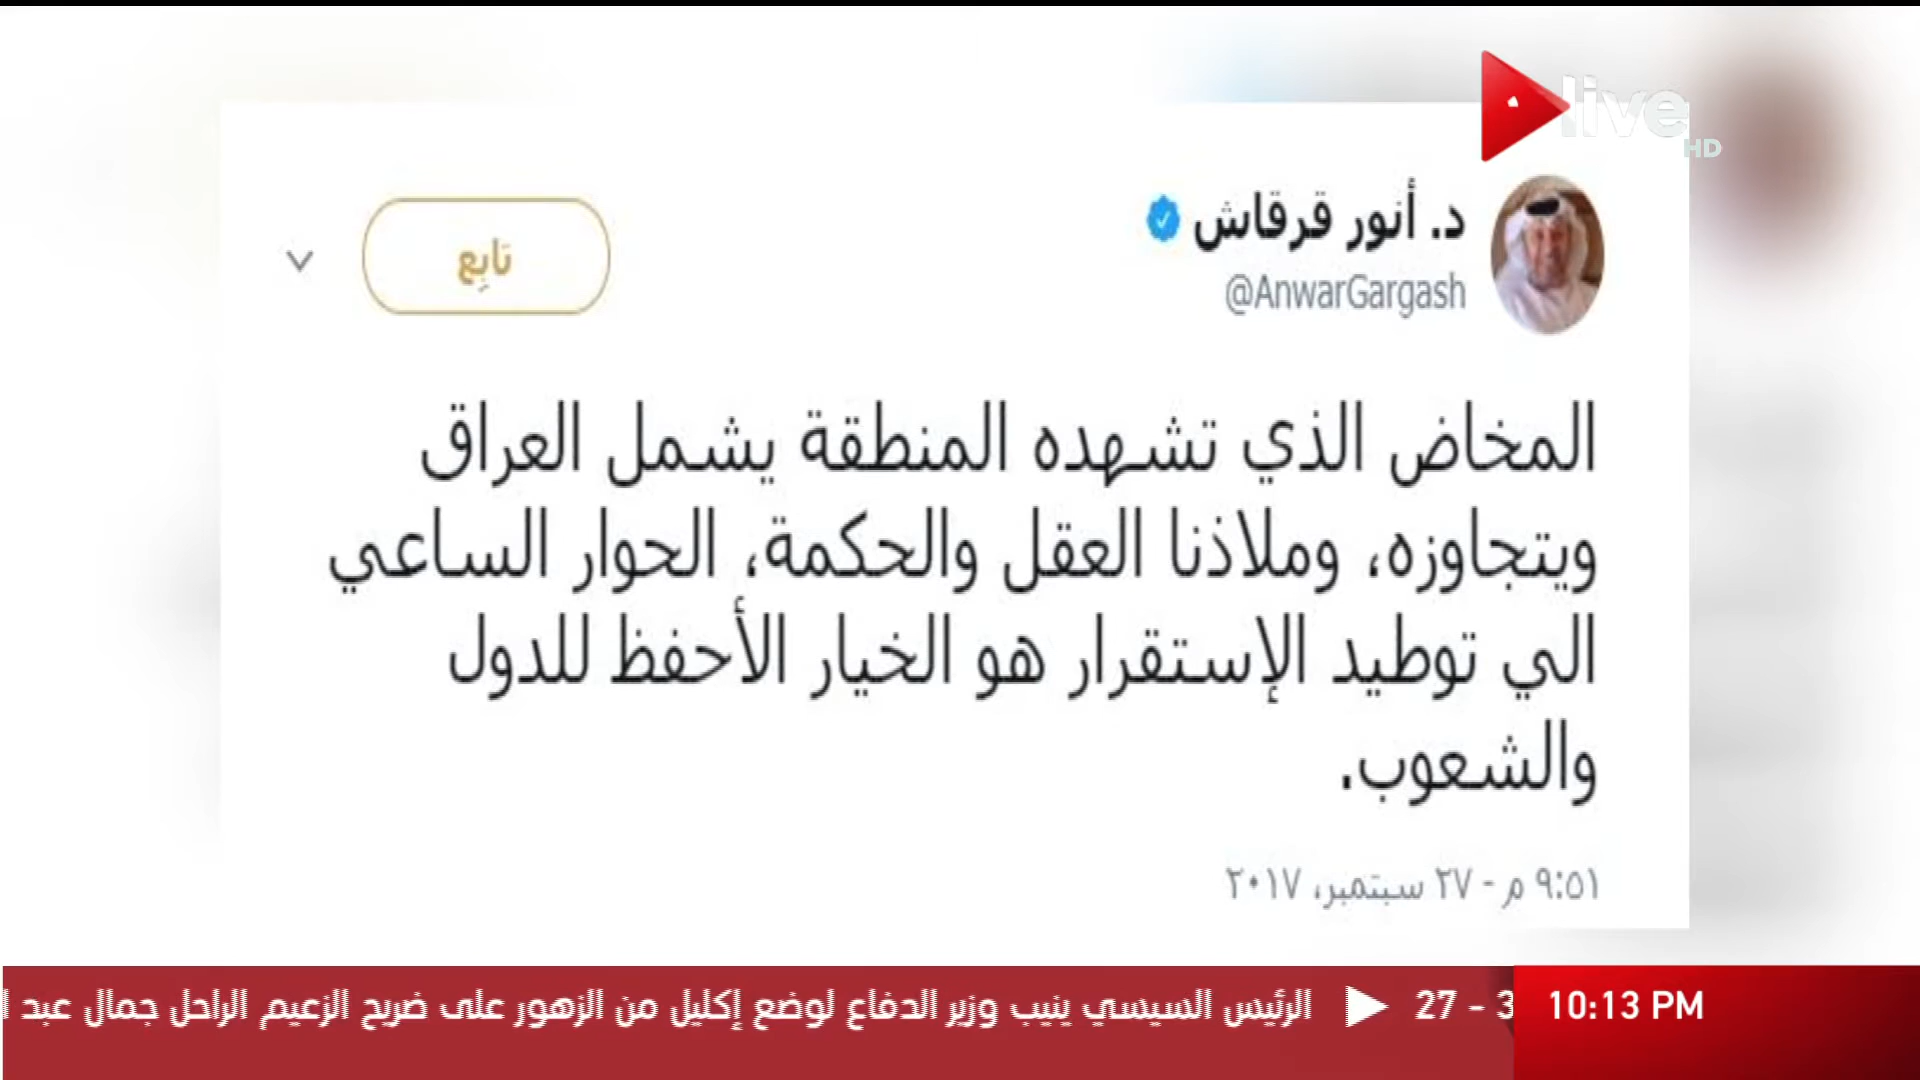 live
HD
د. أنور قرقاش
@AnwarGargash
تابِع
المخاض الذي تشهده المنطقة يشمل العراق
ويتجاوزه، وملاذنا العقل والحكمة، الحوار الساعي
الي توطيد الإستقرار هو الخيار الأحفظ للدول
والشعوب.
٩:٥١ م - ٢٧ سبتمبر، ٢٠١٧
10:13 PM
27 - 3
الرئيس السيسي ينيب وزير الدفاع لوضع إكليل من الزهور على ضريح الزعيم الراحل جمال عبد ا